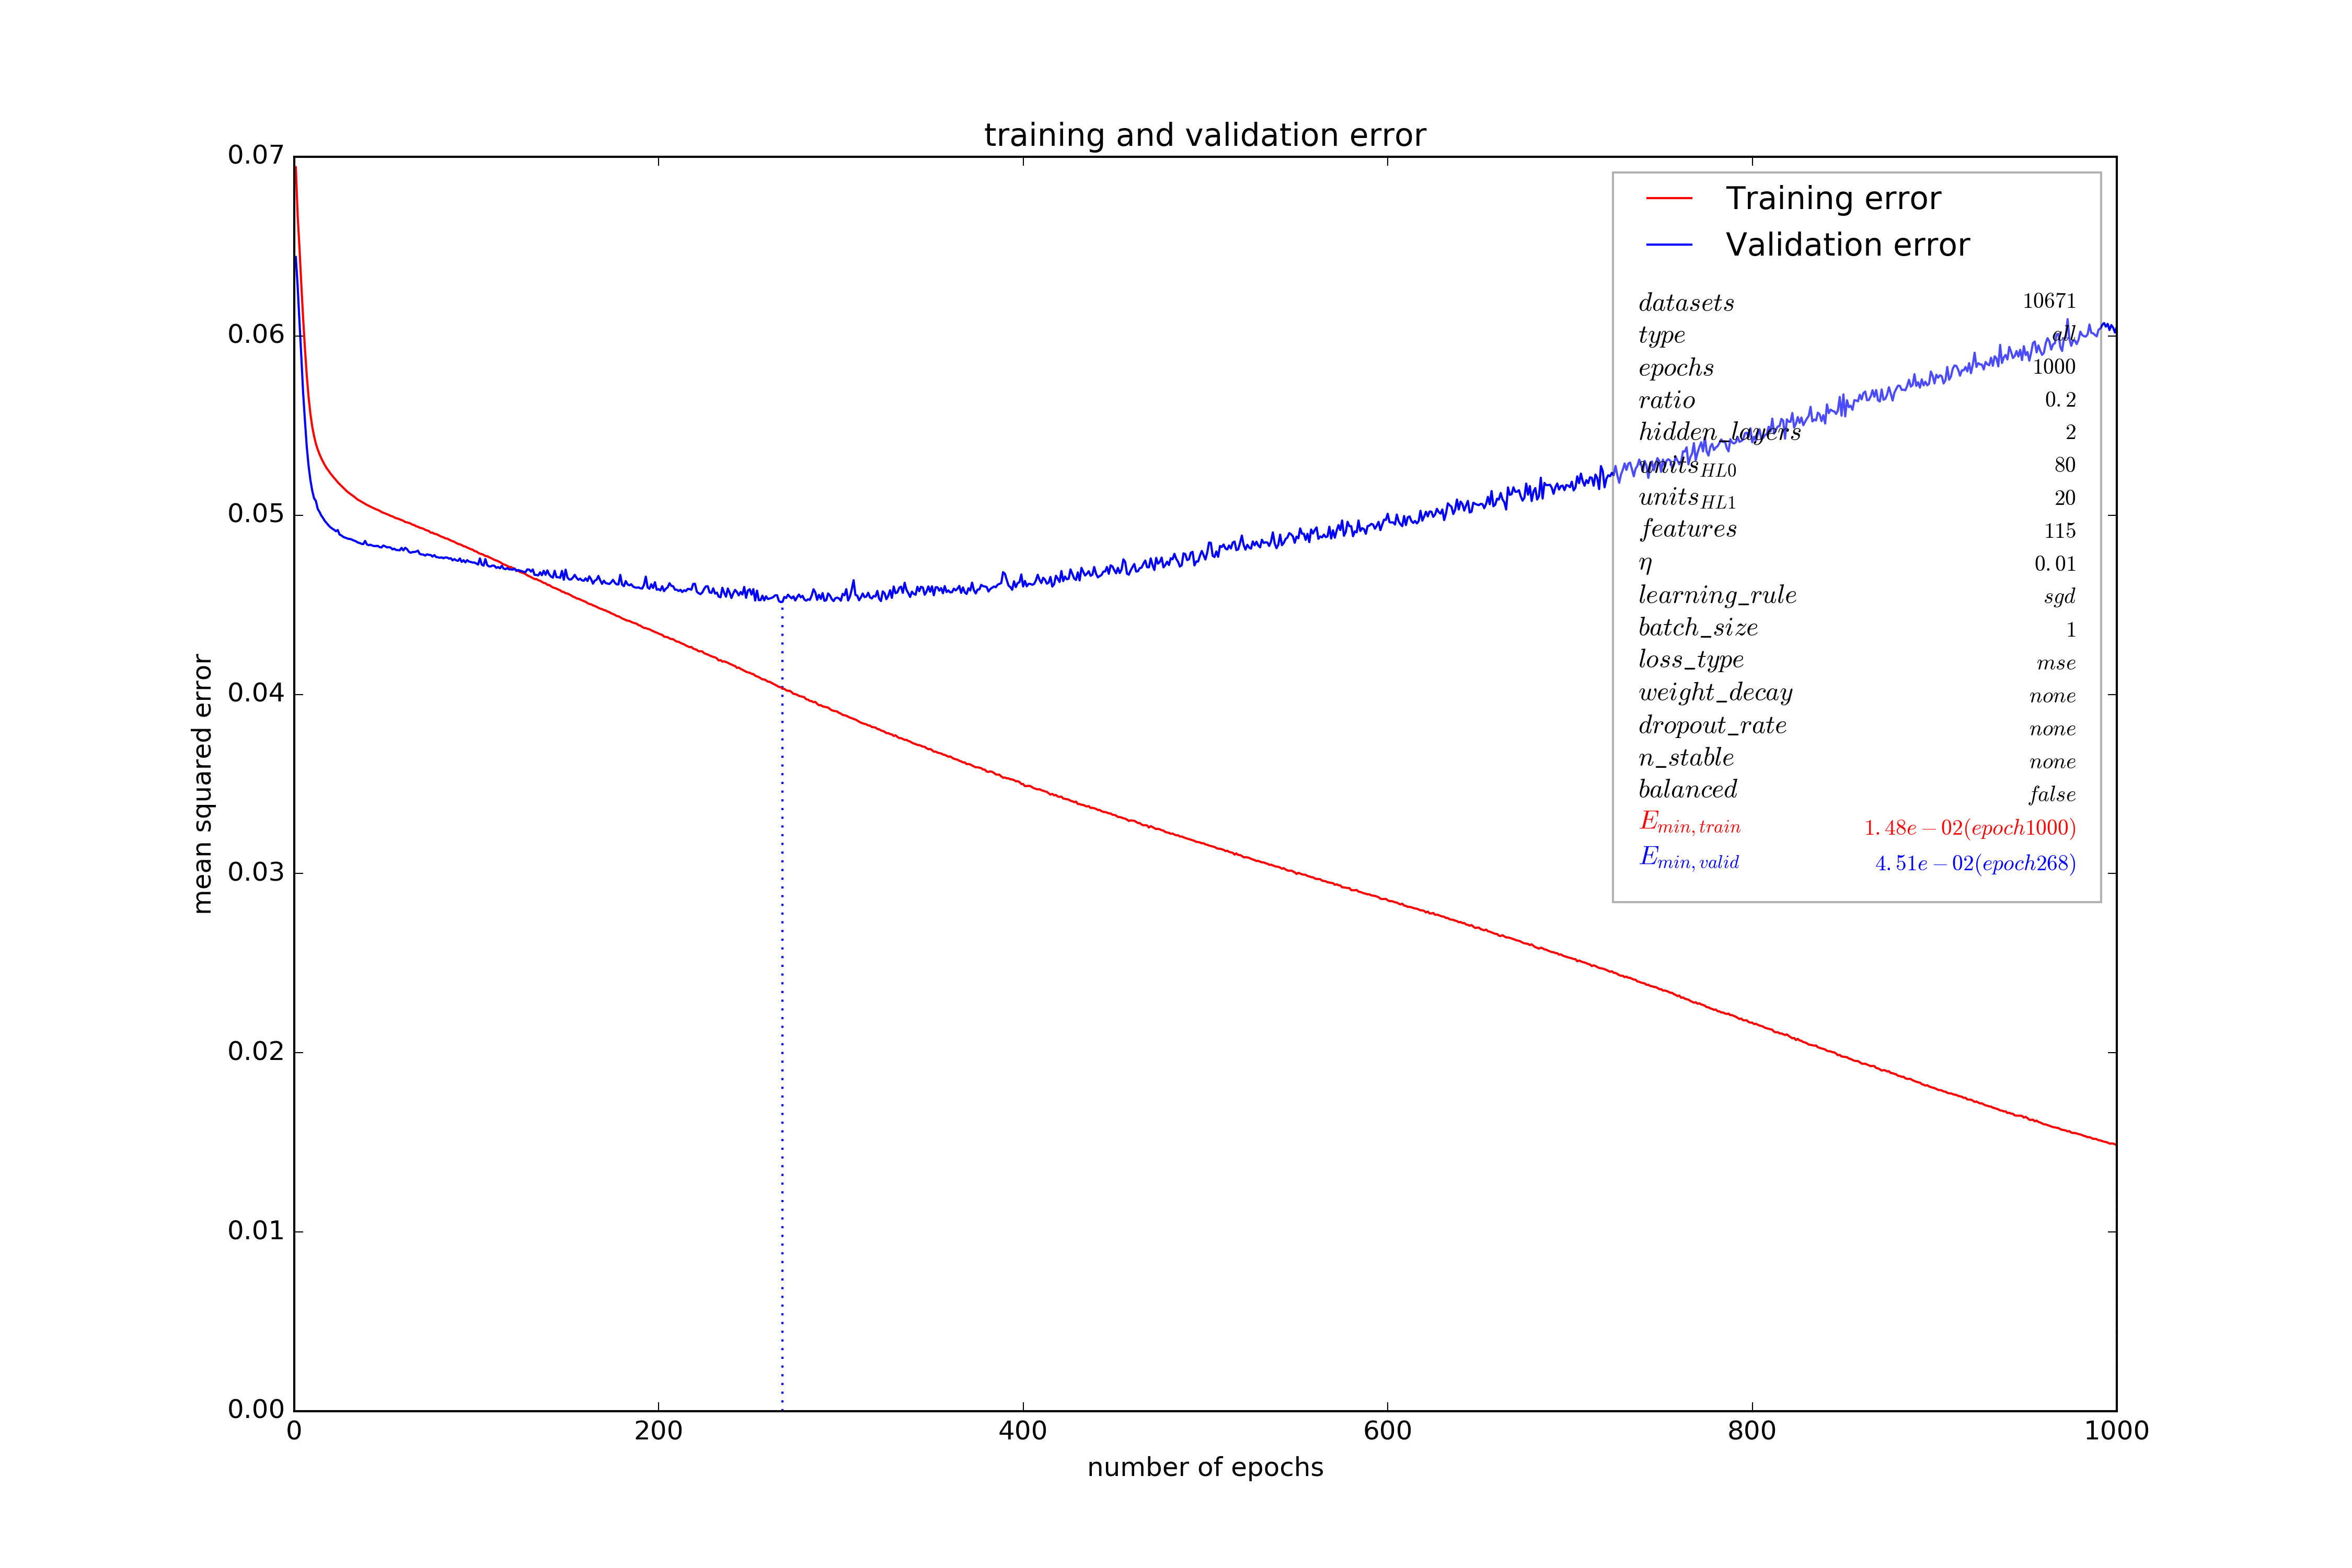 training and validation error
0.07
0.06
0.05
0.04
0.03
0.02
0.01
0.00
mean squared error
0 200 400 600 800 1000
number of epochs
Training error
Validation error
datasets 10671
type all
epochs 1000
ratio 0.2
hidden_layers 2
units_HL0 80
units_HL1 20
features 115
η 0.01
learning_rule sgd
batch_size 1
loss_type mse
weight_decay none
dropout_rate none
n_stable none
balanced false
E_min,train 1.48e − 02(epoch1000)
E_min,valid 4.51e − 02(epoch268)